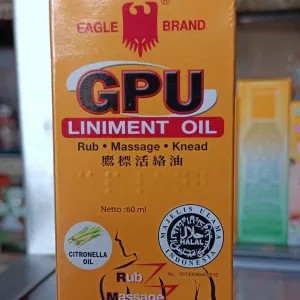 EAGLE BRAND
GPU
LINIMENT OIL
Rub • Massage • Knead
鷹標活絡油
Netto : 60 ml
MAJELIS ULAMA INDONESIA
حلال
HALAL
CITRONELLA
OIL
Rub
Massage